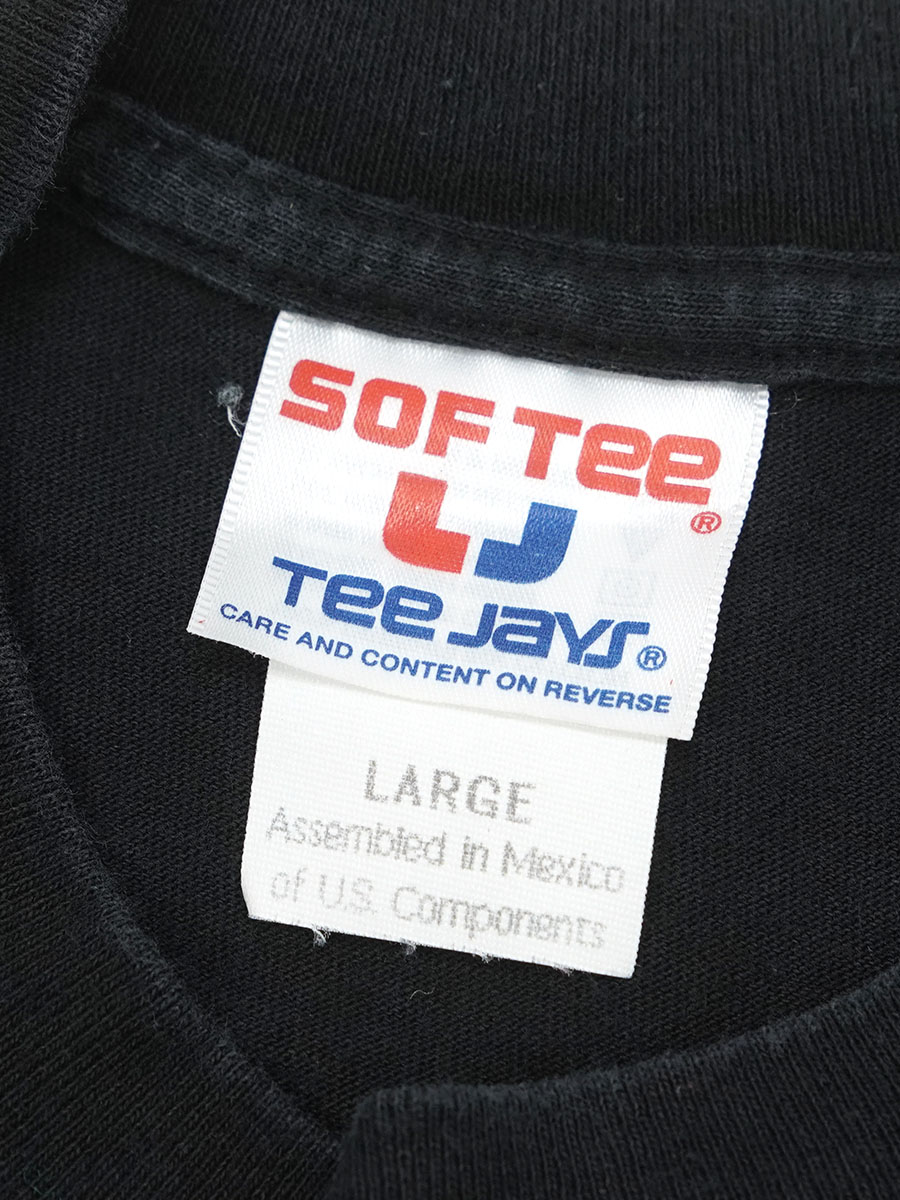 SOF Tee®
Tee Jays®
CARE AND CONTENT ON REVERSE
LARGE
Assembled in Mexico
of U.S. Components